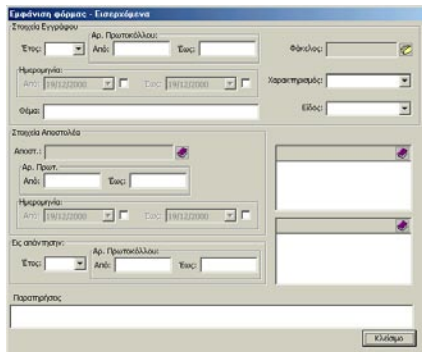 Εμφάνιση φόρμας - Εισερχόμενα
Στοιχεία Εγγράφου
Έτος:
Αρ. Πρωτοκόλλου:
Από: Έως:
Φάκελος:
Ημερομηνία:
Από: 19/12/2000 Έως: 19/12/2000
Χαρακτηρισμός:
Θέμα:
Είδος:
Στοιχεία Αποστολέα
Αποστ.:
Αρ. Πρωτ.
Από: Έως:
Ημερομηνία:
Από: 19/12/2000 Έως: 19/12/2000
Εις απάντησην:
Έτος:
Αρ. Πρωτοκόλλου:
Από: Έως:
Παρατηρήσεις
Κλείσιμο